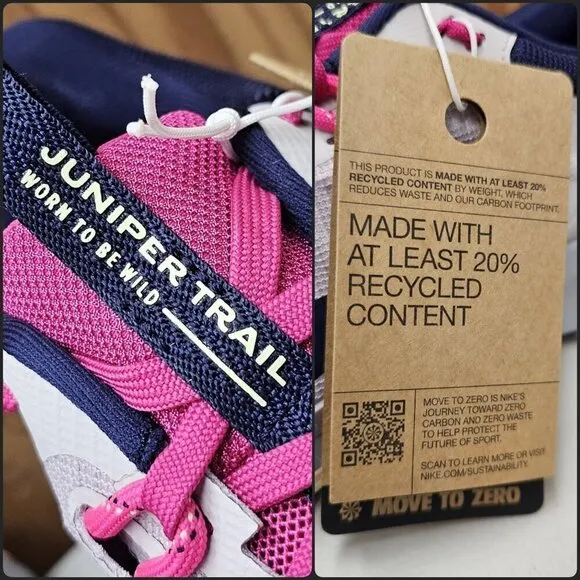 JUNIPER TRAIL
WORN TO BE WILD
THIS PRODUCT IS MADE WITH AT LEAST 20%
RECYCLED CONTENT BY WEIGHT, WHICH
REDUCES WASTE AND OUR CARBON FOOTPRINT.
MADE WITH
AT LEAST 20%
RECYCLED
CONTENT
MOVE TO ZERO IS NIKE'S
JOURNEY TOWARD ZERO
CARBON AND ZERO WASTE
TO HELP PROTECT THE
FUTURE OF SPORT.
SCAN TO LEARN MORE OR VISIT
NIKE.COM/SUSTAINABILITY.
MOVE TO ZERO